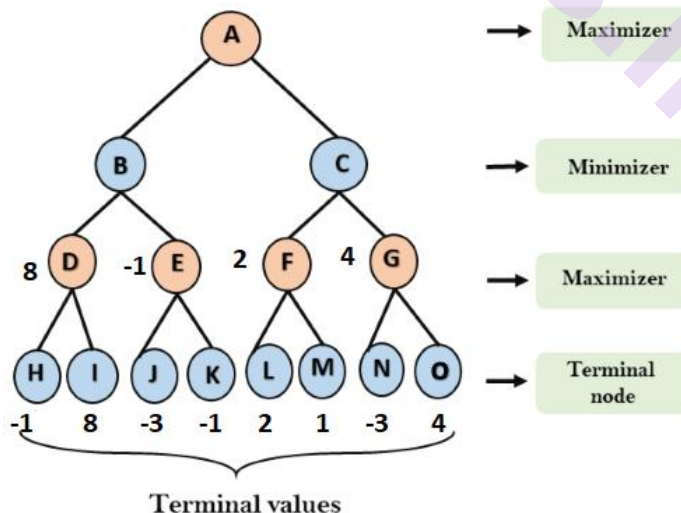 A
Maximizer
B
C
Minimizer
8
D
-1
E
2
F
4
G
Maximizer
H
I
J
K
L
M
N
O
Terminal
node
-1
8
-3
-1
2
1
-3
4
Terminal values